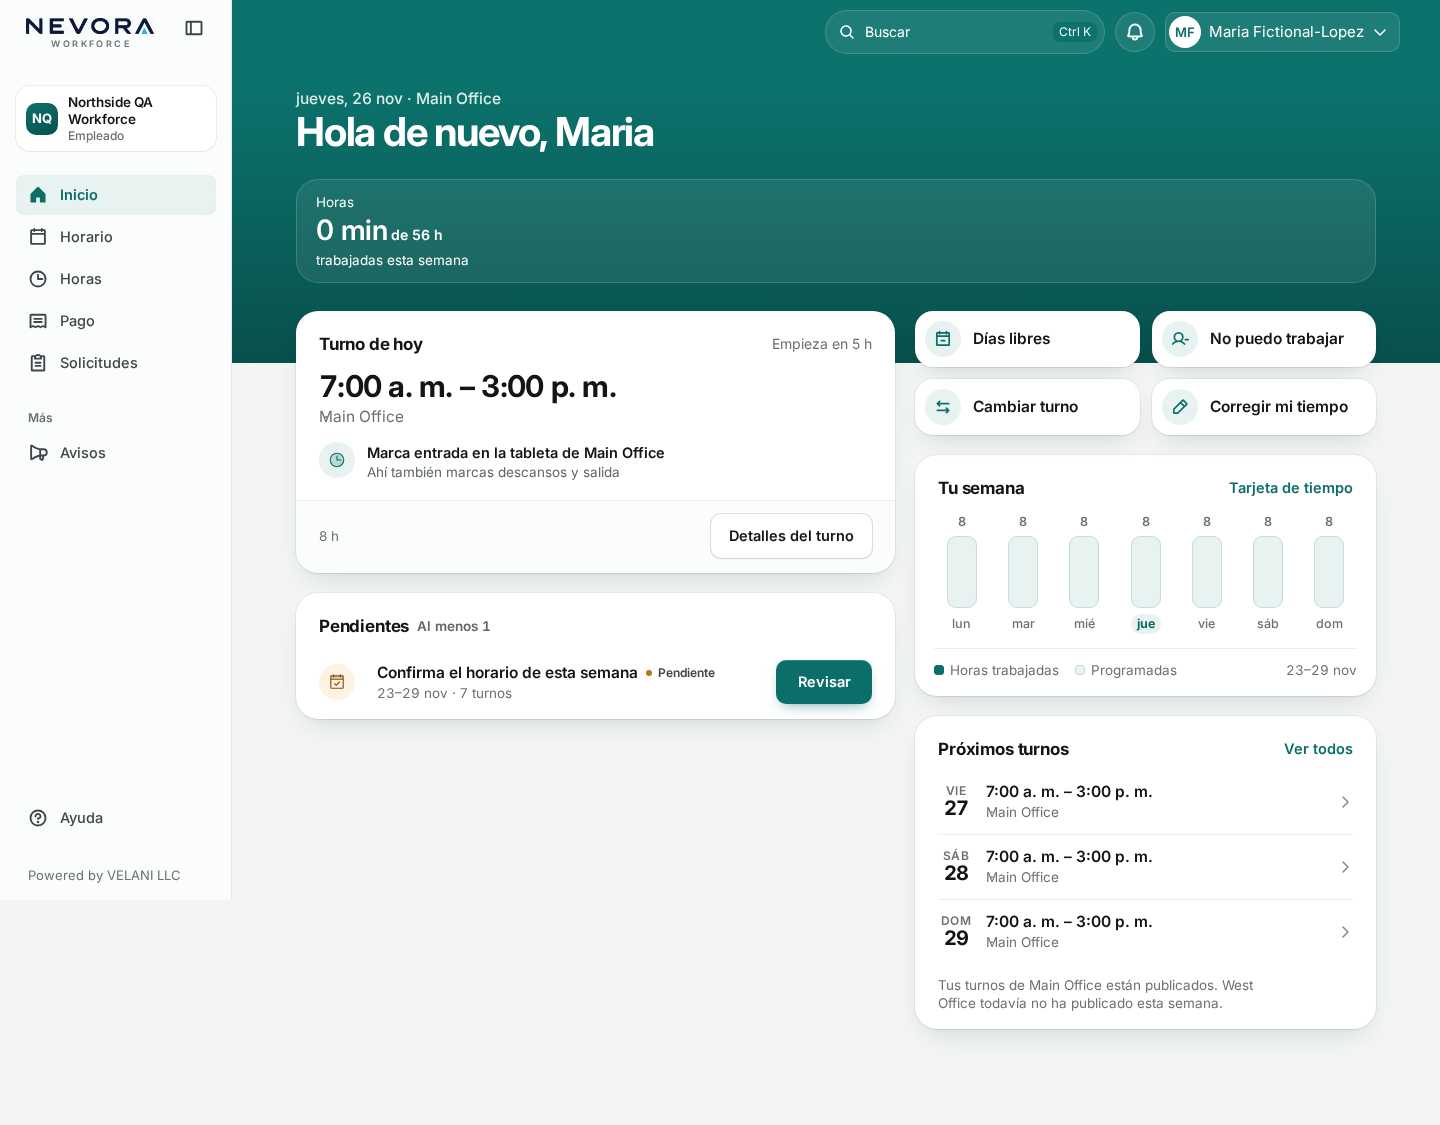 NEVORA
WORKFORCE
Buscar
Ctrl K
MF
Maria Fictional-Lopez
NQ
Northside QA
Workforce
Empleado
Inicio
Horario
Horas
Pago
Solicitudes
Más
Avisos
Ayuda
Powered by VELANI LLC
jueves, 26 nov · Main Office
Hola de nuevo, Maria
Horas
0 min de 56 h
trabajadas esta semana
Turno de hoy
Empieza en 5 h
7:00 a. m. – 3:00 p. m.
Main Office
Marca entrada en la tableta de Main Office
Ahí también marcas descansos y salida
8 h
Detalles del turno
Pendientes Al menos 1
Confirma el horario de esta semana
Pendiente
23–29 nov · 7 turnos
Revisar
Días libres
No puedo trabajar
Cambiar turno
Corregir mi tiempo
Tu semana
Tarjeta de tiempo
8 8 8 8 8 8 8
lun mar mié jue vie sáb dom
Horas trabajadas
Programadas
23–29 nov
Próximos turnos
Ver todos
VIE
27
7:00 a. m. – 3:00 p. m.
Main Office
SÁB
28
7:00 a. m. – 3:00 p. m.
Main Office
DOM
29
7:00 a. m. – 3:00 p. m.
Main Office
Tus turnos de Main Office están publicados. West
Office todavía no ha publicado esta semana.